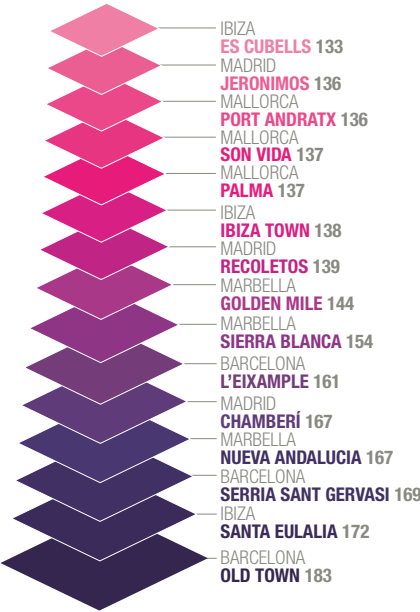 IBIZA
ES CUBELLS 133
MADRID
JERONIMOS 136
MALLORCA
PORT ANDRATX 136
MALLORCA
SON VIDA 137
MALLORCA
PALMA 137
IBIZA
IBIZA TOWN 138
MADRID
RECOLETOS 139
MARBELLA
GOLDEN MILE 144
MARBELLA
SIERRA BLANCA 154
BARCELONA
L'EIXAMPLE 161
MADRID
CHAMBERÍ 167
MARBELLA
NUEVA ANDALUCIA 167
BARCELONA
SERRIA SANT GERVASI 169
IBIZA
SANTA EULALIA 172
BARCELONA
OLD TOWN 183